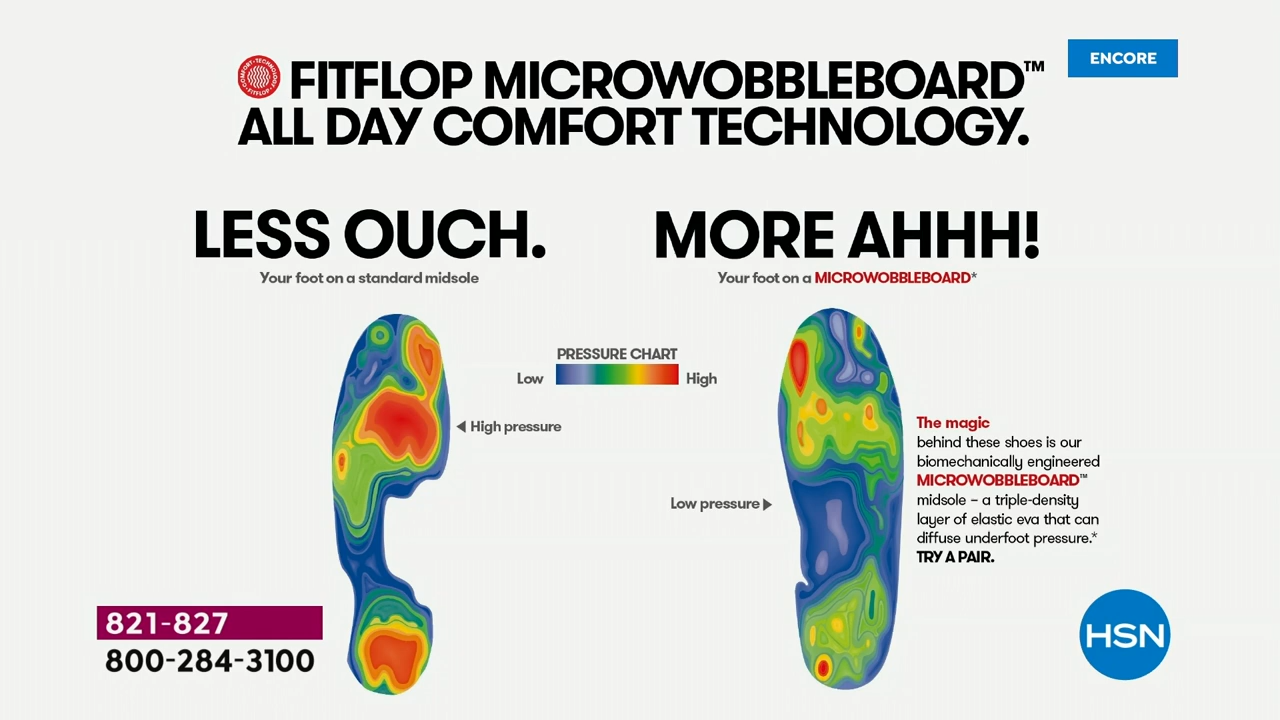 ENCORE
FITFLOP MICROWOBBLEBOARD™
ALL DAY COMFORT TECHNOLOGY.
LESS OUCH.
Your foot on a standard midsole
MORE AHHH!
Your foot on a MICROWOBBLEBOARD*
PRESSURE CHART
Low
High
High pressure
Low pressure
The magic
behind these shoes is our
biomechanically engineered
MICROWOBBLEBOARD™
midsole – a triple-density
layer of elastic eva that can
diffuse underfoot pressure.*
TRY A PAIR.
821-827
800-284-3100
HSN